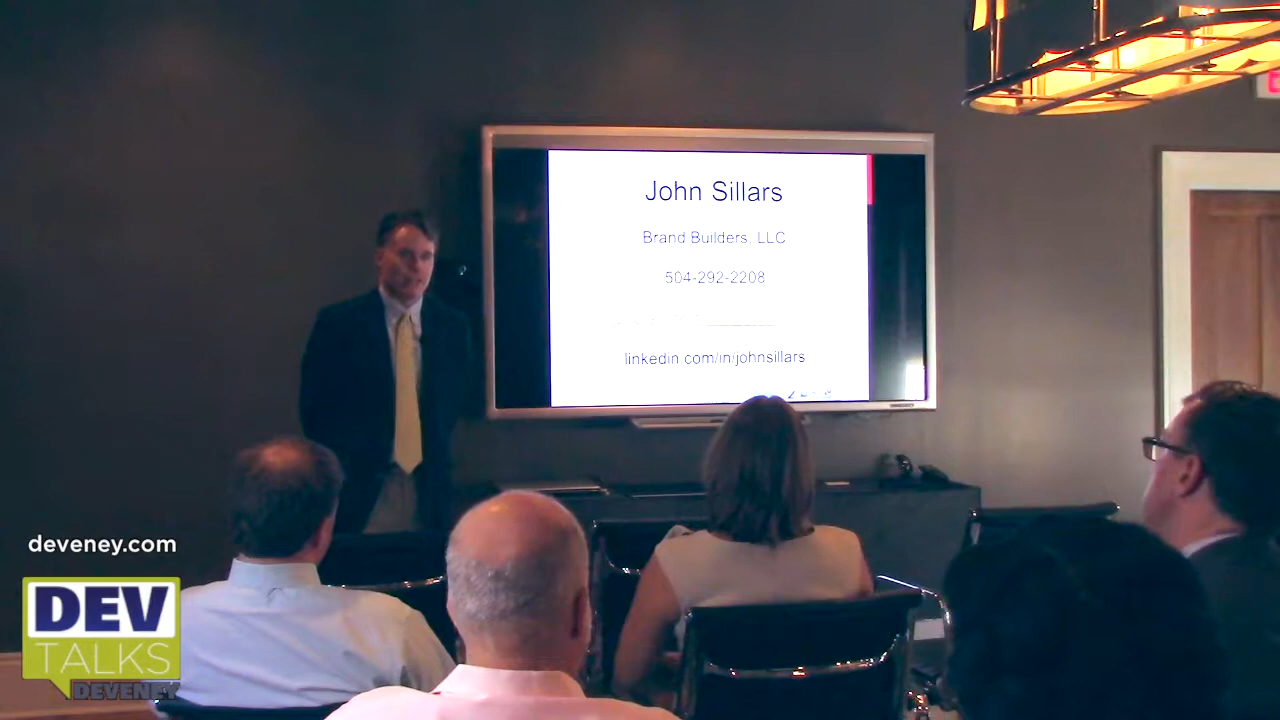 John Sillars
Brand Builders, LLC
504-292-2208
linkedin.com/in/johnsillars
deveney.com
DEV
TALKS
DEVENEY